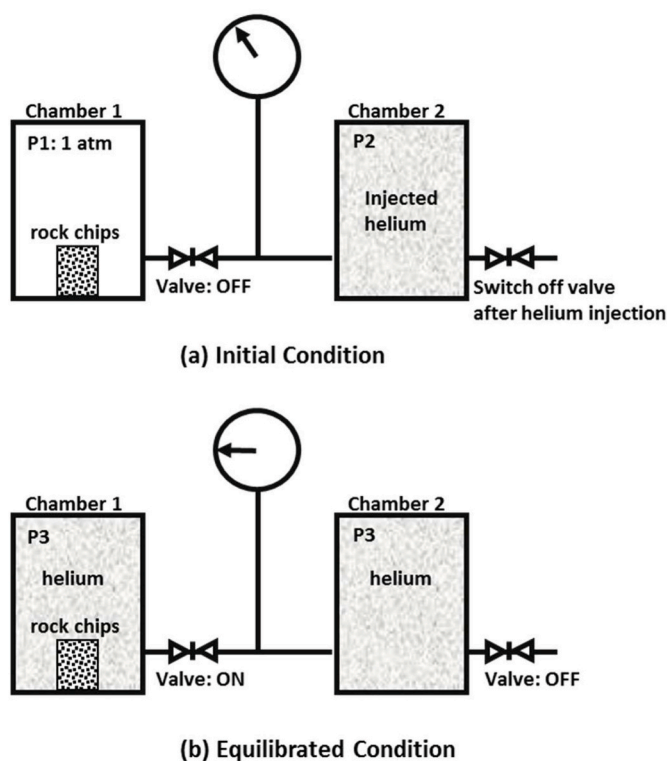 Chamber 1
P1: 1 atm
rock chips
Valve: OFF
Chamber 2
P2
Injected
helium
Switch off valve
after helium injection
(a) Initial Condition
Chamber 1
P3
helium
rock chips
Valve: ON
Chamber 2
P3
helium
Valve: OFF
(b) Equilibrated Condition